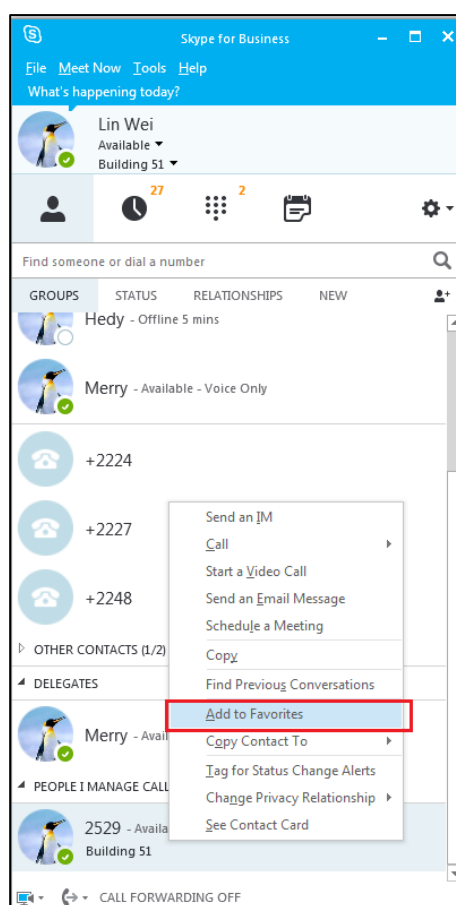 Skype for Business
File Meet Now Tools Help
What's happening today?
Lin Wei
Available
Building 51
27
2
Find someone or dial a number
GROUPS STATUS RELATIONSHIPS NEW
Hedy - Offline 5 mins
Merry - Available - Voice Only
+2224
+2227
+2248
OTHER CONTACTS (1/2)
DELEGATES
Merry - Avail
PEOPLE I MANAGE CALL
2529 - Availa
Building 51
Send an IM
Call
Start a Video Call
Send an Email Message
Schedule a Meeting
Copy
Find Previous Conversations
Add to Favorites
Copy Contact To
Tag for Status Change Alerts
Change Privacy Relationship
See Contact Card
CALL FORWARDING OFF